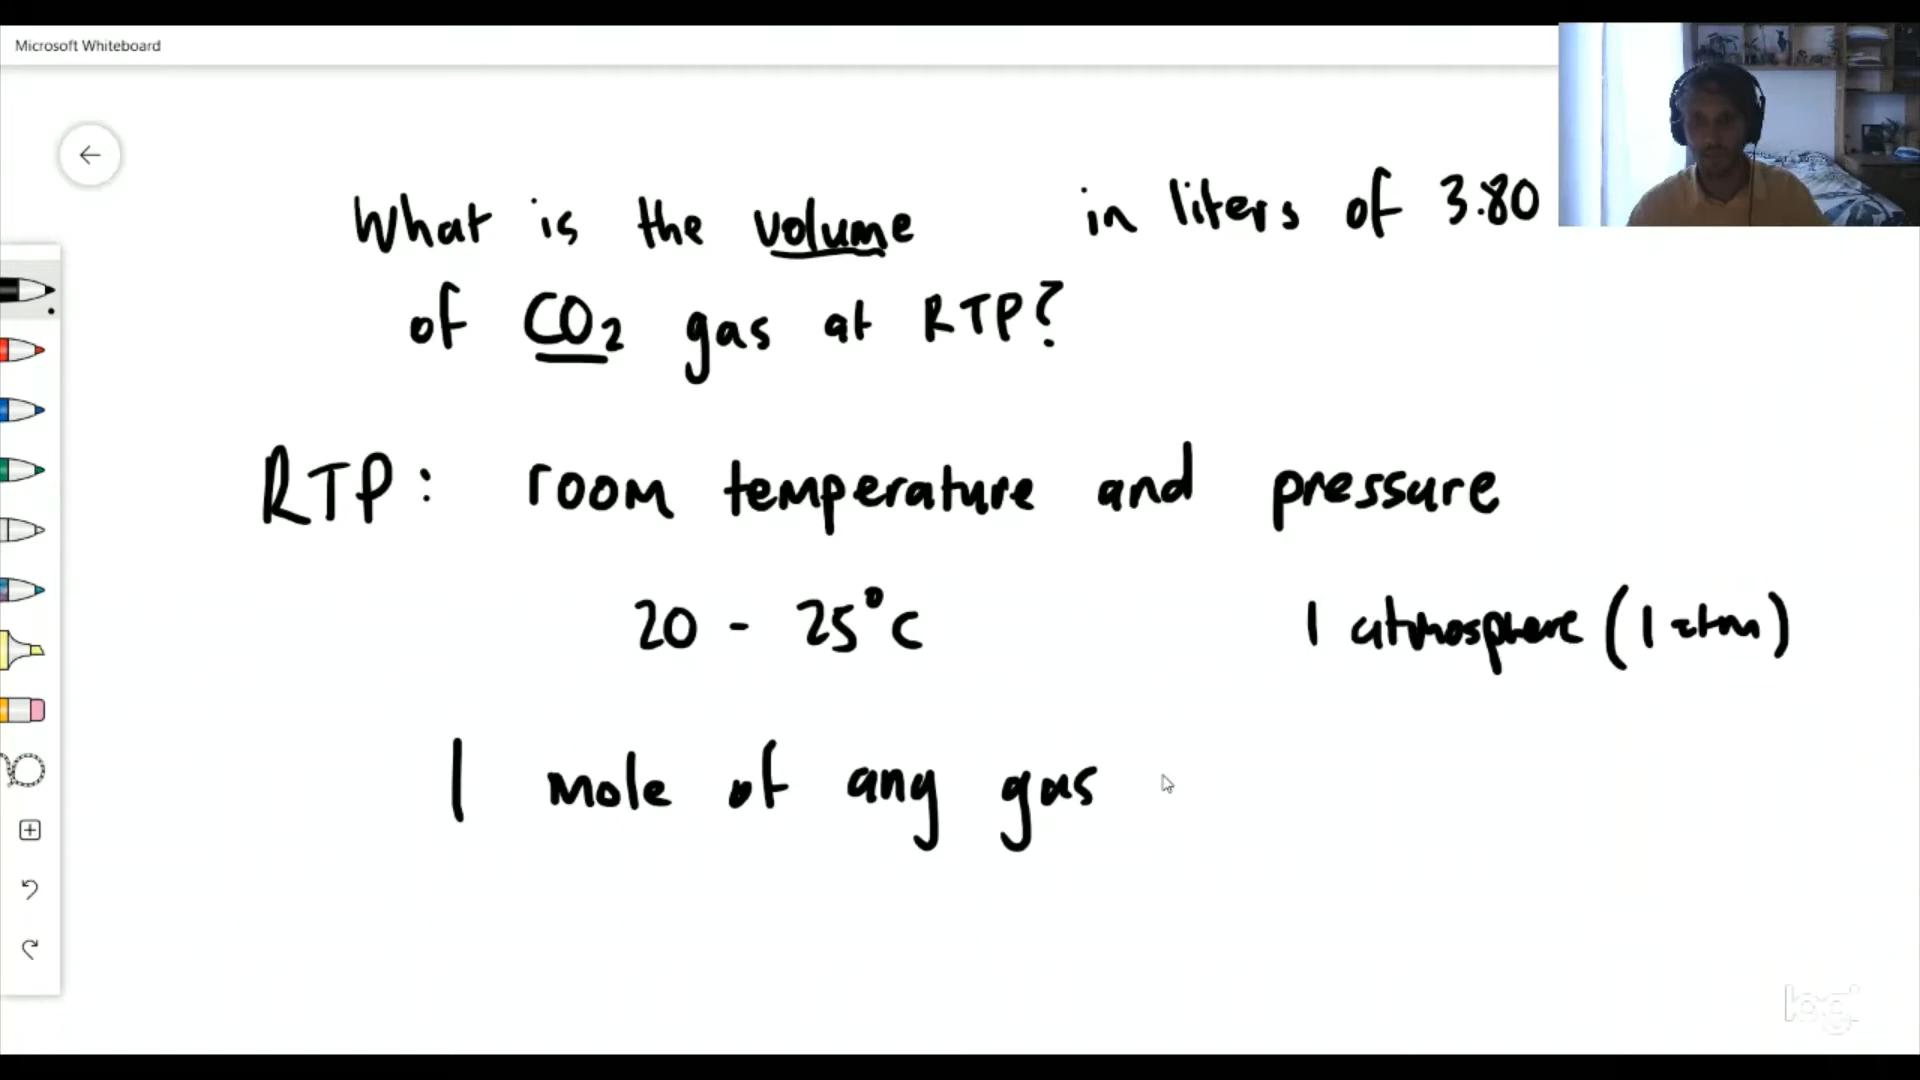 Microsoft Whiteboard
What is the volume in liters of 3.80
of CO₂ gas at RTP?
RTP: room temperature and pressure
20 - 25°C 1 atmosphere (1 atm)
1 mole of any gas
logi